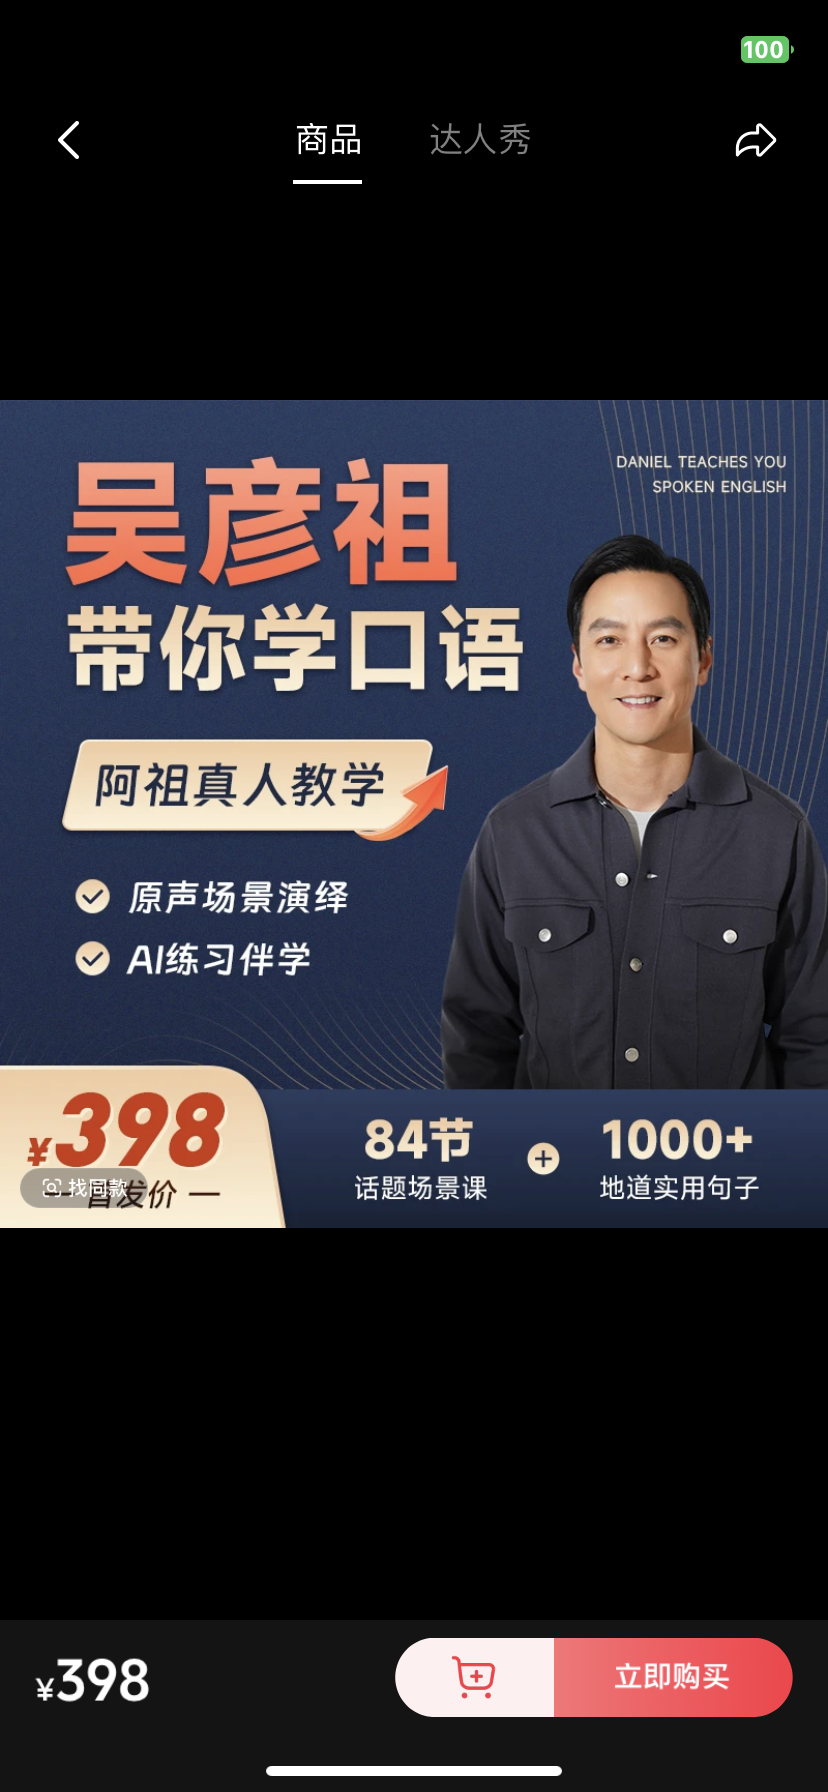 100
商品 达人秀
DANIEL TEACHES YOU
SPOKEN ENGLISH
吴彦祖
带你学口语
阿祖真人教学
原声场景演绎
AI练习伴学
¥398
找同款
首发价
84节
话题场景课
+
1000+
地道实用句子
¥398
立即购买